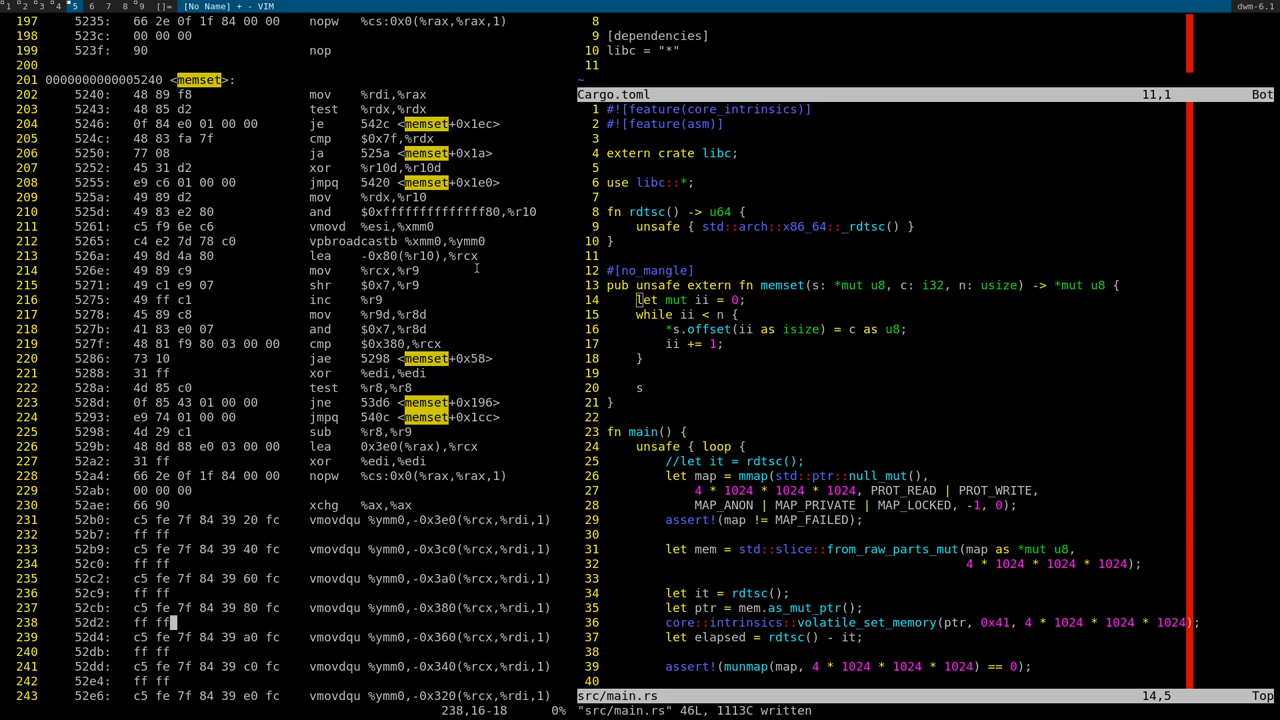 1 2 3 4 5 6 7 8 9 []= [No Name] + - VIM dwm-6.1
197 5235: 66 2e 0f 1f 84 00 00 nopw %cs:0x0(%rax,%rax,1)
198 523c: 00 00 00
199 523f: 90 nop
200
201 0000000000005240 <memset>:
202 5240: 48 89 f8 mov %rdi,%rax
203 5243: 48 85 d2 test %rdx,%rdx
204 5246: 0f 84 e0 01 00 00 je 542c <memset+0x1ec>
205 524c: 48 83 fa 7f cmp $0x7f,%rdx
206 5250: 77 08 ja 525a <memset+0x1a>
207 5252: 45 31 d2 xor %r10d,%r10d
208 5255: e9 c6 01 00 00 jmpq 5420 <memset+0x1e0>
209 525a: 49 89 d2 mov %rdx,%r10
210 525d: 49 83 e2 80 and $0xffffffffffffff80,%r10
211 5261: c5 f9 6e c6 vmovd %esi,%xmm0
212 5265: c4 e2 7d 78 c0 vpbroadcastb %xmm0,%ymm0
213 526a: 49 8d 4a 80 lea -0x80(%r10),%rcx
214 526e: 49 89 c9 mov %rcx,%r9
215 5271: 49 c1 e9 07 shr $0x7,%r9
216 5275: 49 ff c1 inc %r9
217 5278: 45 89 c8 mov %r9d,%r8d
218 527b: 41 83 e0 07 and $0x7,%r8d
219 527f: 48 81 f9 80 03 00 00 cmp $0x380,%rcx
220 5286: 73 10 jae 5298 <memset+0x58>
221 5288: 31 ff xor %edi,%edi
222 528a: 4d 85 c0 test %r8,%r8
223 528d: 0f 85 43 01 00 00 jne 53d6 <memset+0x196>
224 5293: e9 74 01 00 00 jmpq 540c <memset+0x1cc>
225 5298: 4d 29 c1 sub %r8,%r9
226 529b: 48 8d 88 e0 03 00 00 lea 0x3e0(%rax),%rcx
227 52a2: 31 ff xor %edi,%edi
228 52a4: 66 2e 0f 1f 84 00 00 nopw %cs:0x0(%rax,%rax,1)
229 52ab: 00 00 00
230 52ae: 66 90 xchg %ax,%ax
231 52b0: c5 fe 7f 84 39 20 fc vmovdqu %ymm0,-0x3e0(%rcx,%rdi,1)
232 52b7: ff ff
233 52b9: c5 fe 7f 84 39 40 fc vmovdqu %ymm0,-0x3c0(%rcx,%rdi,1)
234 52c0: ff ff
235 52c2: c5 fe 7f 84 39 60 fc vmovdqu %ymm0,-0x3a0(%rcx,%rdi,1)
236 52c9: ff ff
237 52cb: c5 fe 7f 84 39 80 fc vmovdqu %ymm0,-0x380(%rcx,%rdi,1)
238 52d2: ff ff
239 52d4: c5 fe 7f 84 39 a0 fc vmovdqu %ymm0,-0x360(%rcx,%rdi,1)
240 52db: ff ff
241 52dd: c5 fe 7f 84 39 c0 fc vmovdqu %ymm0,-0x340(%rcx,%rdi,1)
242 52e4: ff ff
243 52e6: c5 fe 7f 84 39 e0 fc vmovdqu %ymm0,-0x320(%rcx,%rdi,1)
238,16-18 0%
8
9 [dependencies]
10 libc = "*"
11
~
Cargo.toml 11,1 Bot
1 #![feature(core_intrinsics)]
2 #![feature(asm)]
3
4 extern crate libc;
5
6 use libc::*;
7
8 fn rdtsc() -> u64 {
9 unsafe { std::arch::x86_64::_rdtsc() }
10 }
11
12 #[no_mangle]
13 pub unsafe extern fn memset(s: *mut u8, c: i32, n: usize) -> *mut u8 {
14 let mut ii = 0;
15 while ii < n {
16 *s.offset(ii as isize) = c as u8;
17 ii += 1;
18 }
19
20 s
21 }
22
23 fn main() {
24 unsafe { loop {
25 //let it = rdtsc();
26 let map = mmap(std::ptr::null_mut(),
27 4 * 1024 * 1024 * 1024, PROT_READ | PROT_WRITE,
28 MAP_ANON | MAP_PRIVATE | MAP_LOCKED, -1, 0);
29 assert!(map != MAP_FAILED);
30
31 let mem = std::slice::from_raw_parts_mut(map as *mut u8,
32 4 * 1024 * 1024 * 1024);
33
34 let it = rdtsc();
35 let ptr = mem.as_mut_ptr();
36 core::intrinsics::volatile_set_memory(ptr, 0x41, 4 * 1024 * 1024 * 1024);
37 let elapsed = rdtsc() - it;
38
39 assert!(munmap(map, 4 * 1024 * 1024 * 1024) == 0);
40
src/main.rs 14,5 Top
"src/main.rs" 46L, 1113C written